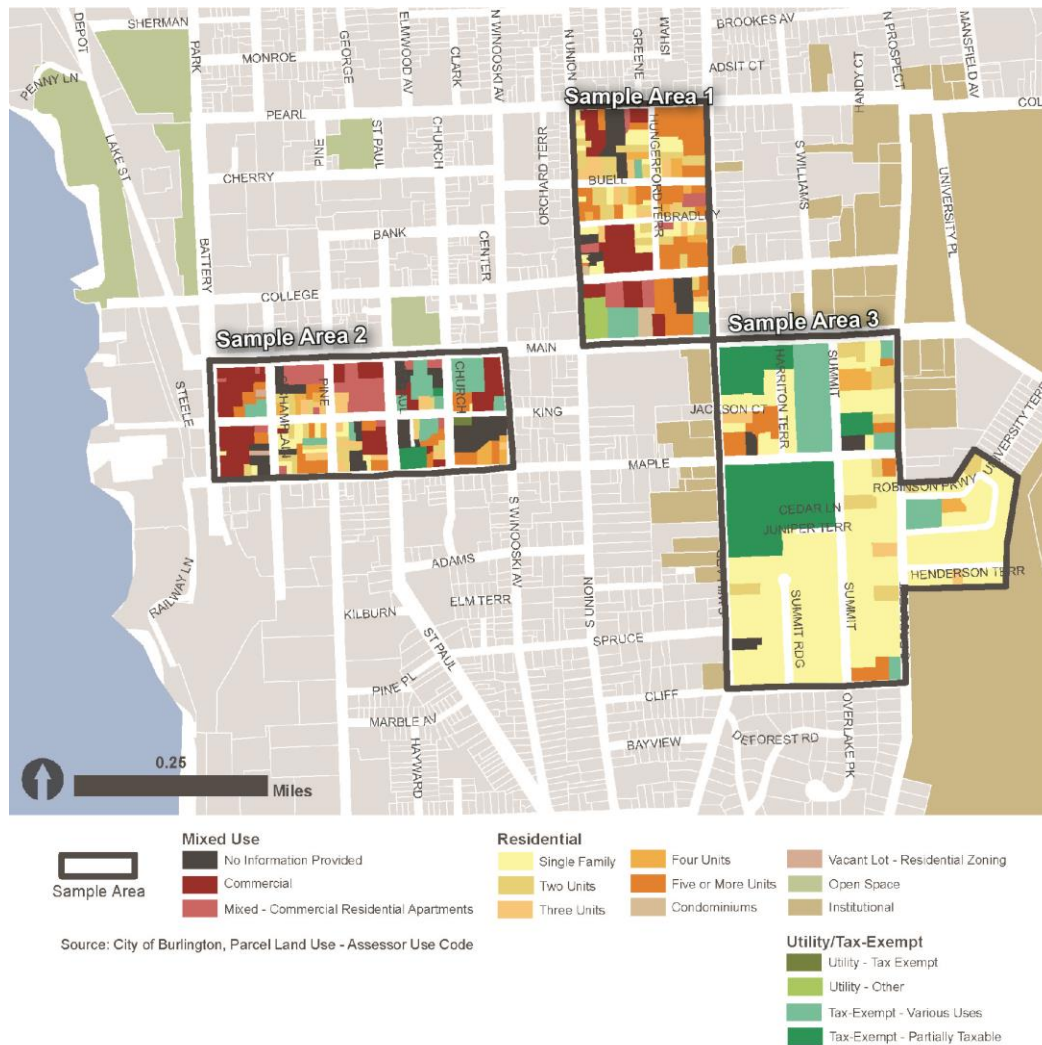 SHERMAN
DEPOT
PARK
MONROE
GEORGE
ELMWOOD AV
CLARK
N WINOOSKI AV
N UNION
GREENE
ISHAM
BROOKES AV
ADSIT CT
N PROSPECT
HANDY CT
MANSFIELD AV
PENNY LN
LAKE ST
PEARL
PINE
ST PAUL
CHURCH
ORCHARD TERR
Sample Area 1
HUNGERFORD TERR
S WILLIAMS
UNIVERSITY PL
CHERRY
BUELL
BRADLEY
BANK
CENTER
BATTERY
COLLEGE
Sample Area 2
MAIN
Sample Area 3
STEELE
PINE
CHURCH
KING
JACKSON CT
HARRITON TERR
SUMMIT
UNIVERSITY TERR
MAPLE
ROBINSON PKWY
CEDAR LN
JUNIPER TERR
S WINOOSKI AV
ADAMS
HENDERSON TERR
RAILWAY LN
KILBURN
ELM TERR
S UNION
SUMMIT RDG
SUMMIT
ST PAUL
SPRUCE
PINE PL
CLIFF
MARBLE AV
BAYVIEW
DEFOREST RD
OVERLAKE PK
HAYWARD
0.25
Miles
Sample Area
Mixed Use
No Information Provided
Commercial
Mixed - Commercial Residential Apartments
Residential
Single Family
Two Units
Three Units
Four Units
Five or More Units
Condominiums
Vacant Lot - Residential Zoning
Open Space
Institutional
Source: City of Burlington, Parcel Land Use - Assessor Use Code
Utility/Tax-Exempt
Utility - Tax Exempt
Utility - Other
Tax-Exempt - Various Uses
Tax-Exempt - Partially Taxable